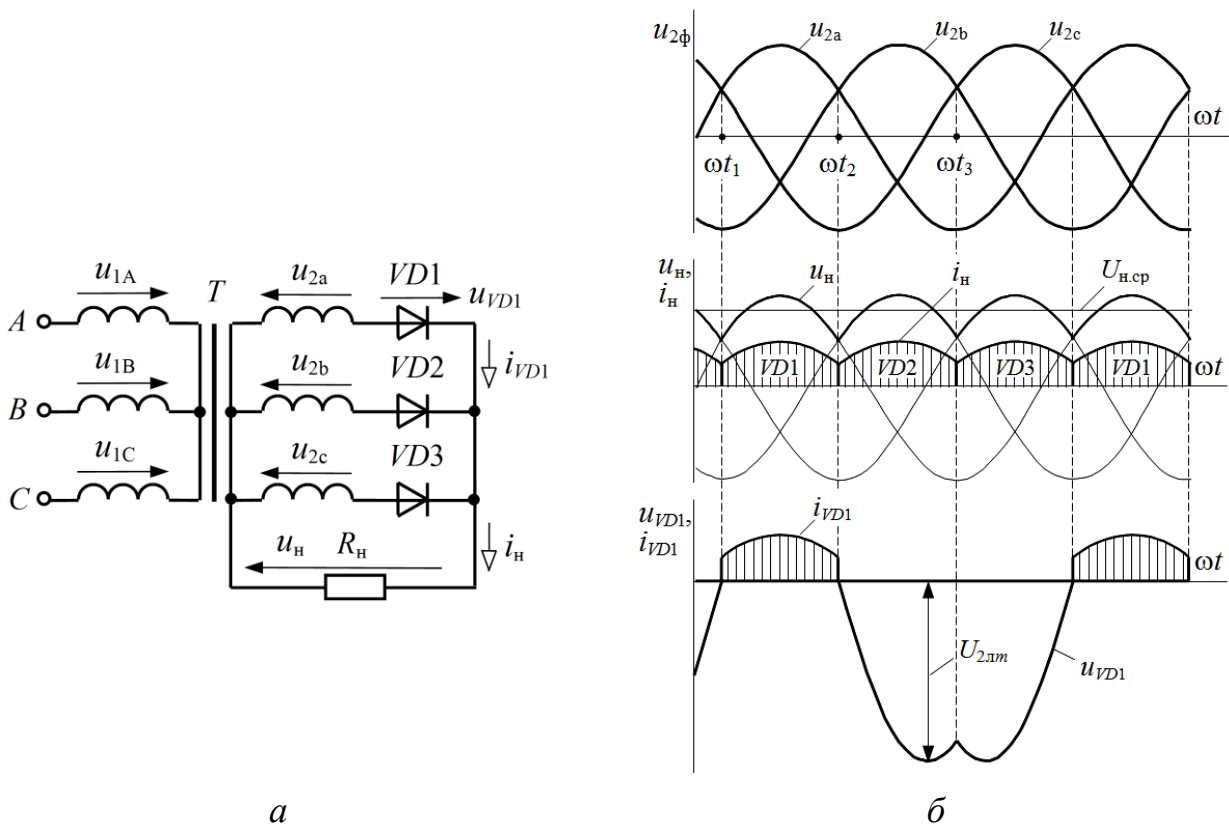 u1A
T
u2a
VD1
uVD1
A
u1B
u2b
VD2
iVD1
B
u1C
u2c
VD3
C
uн
Rн
iн
а
u2ф
u2a
u2b
u2c
ωt
ωt1
ωt2
ωt3
uн,
iн
uн
iн
Uн.ср
VD1
VD2
VD3
VD1
ωt
uVD1,
iVD1
iVD1
ωt
U2лm
uVD1
б